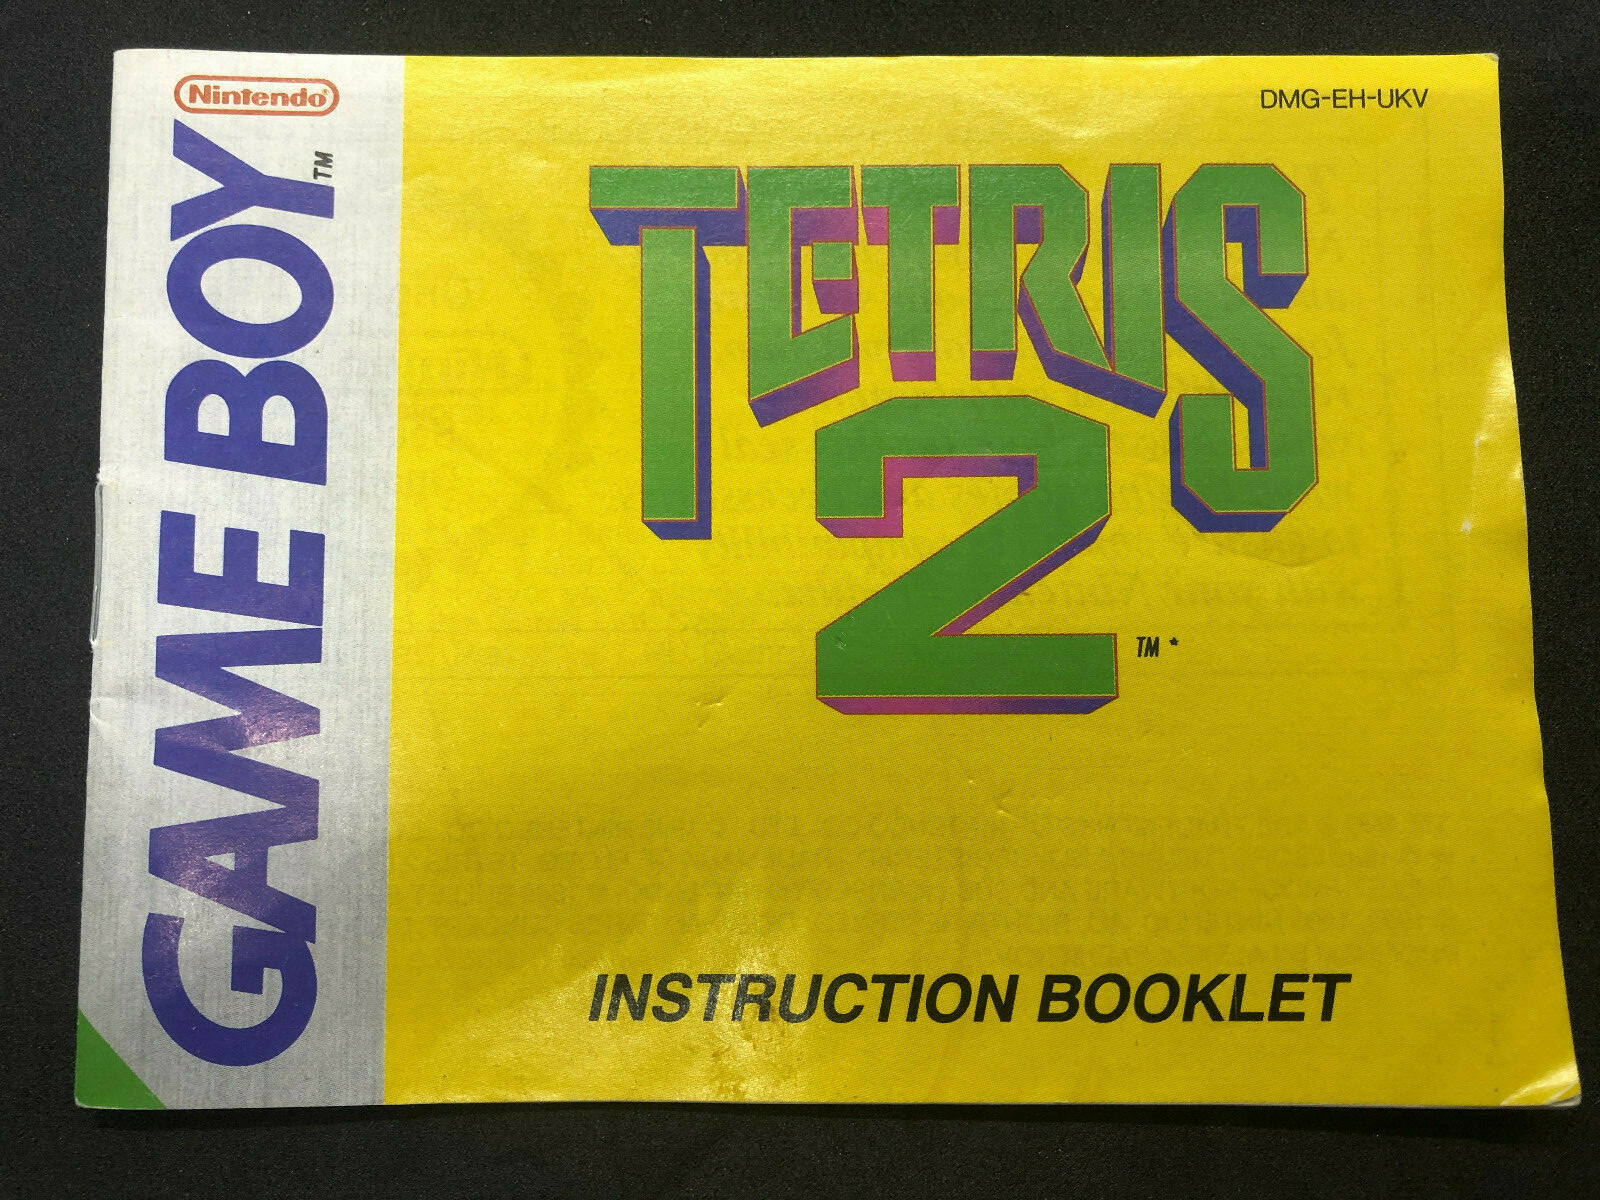 Nintendo®
GAME BOY™
DMG-EH-UKV
TETRIS
2
™*
INSTRUCTION BOOKLET